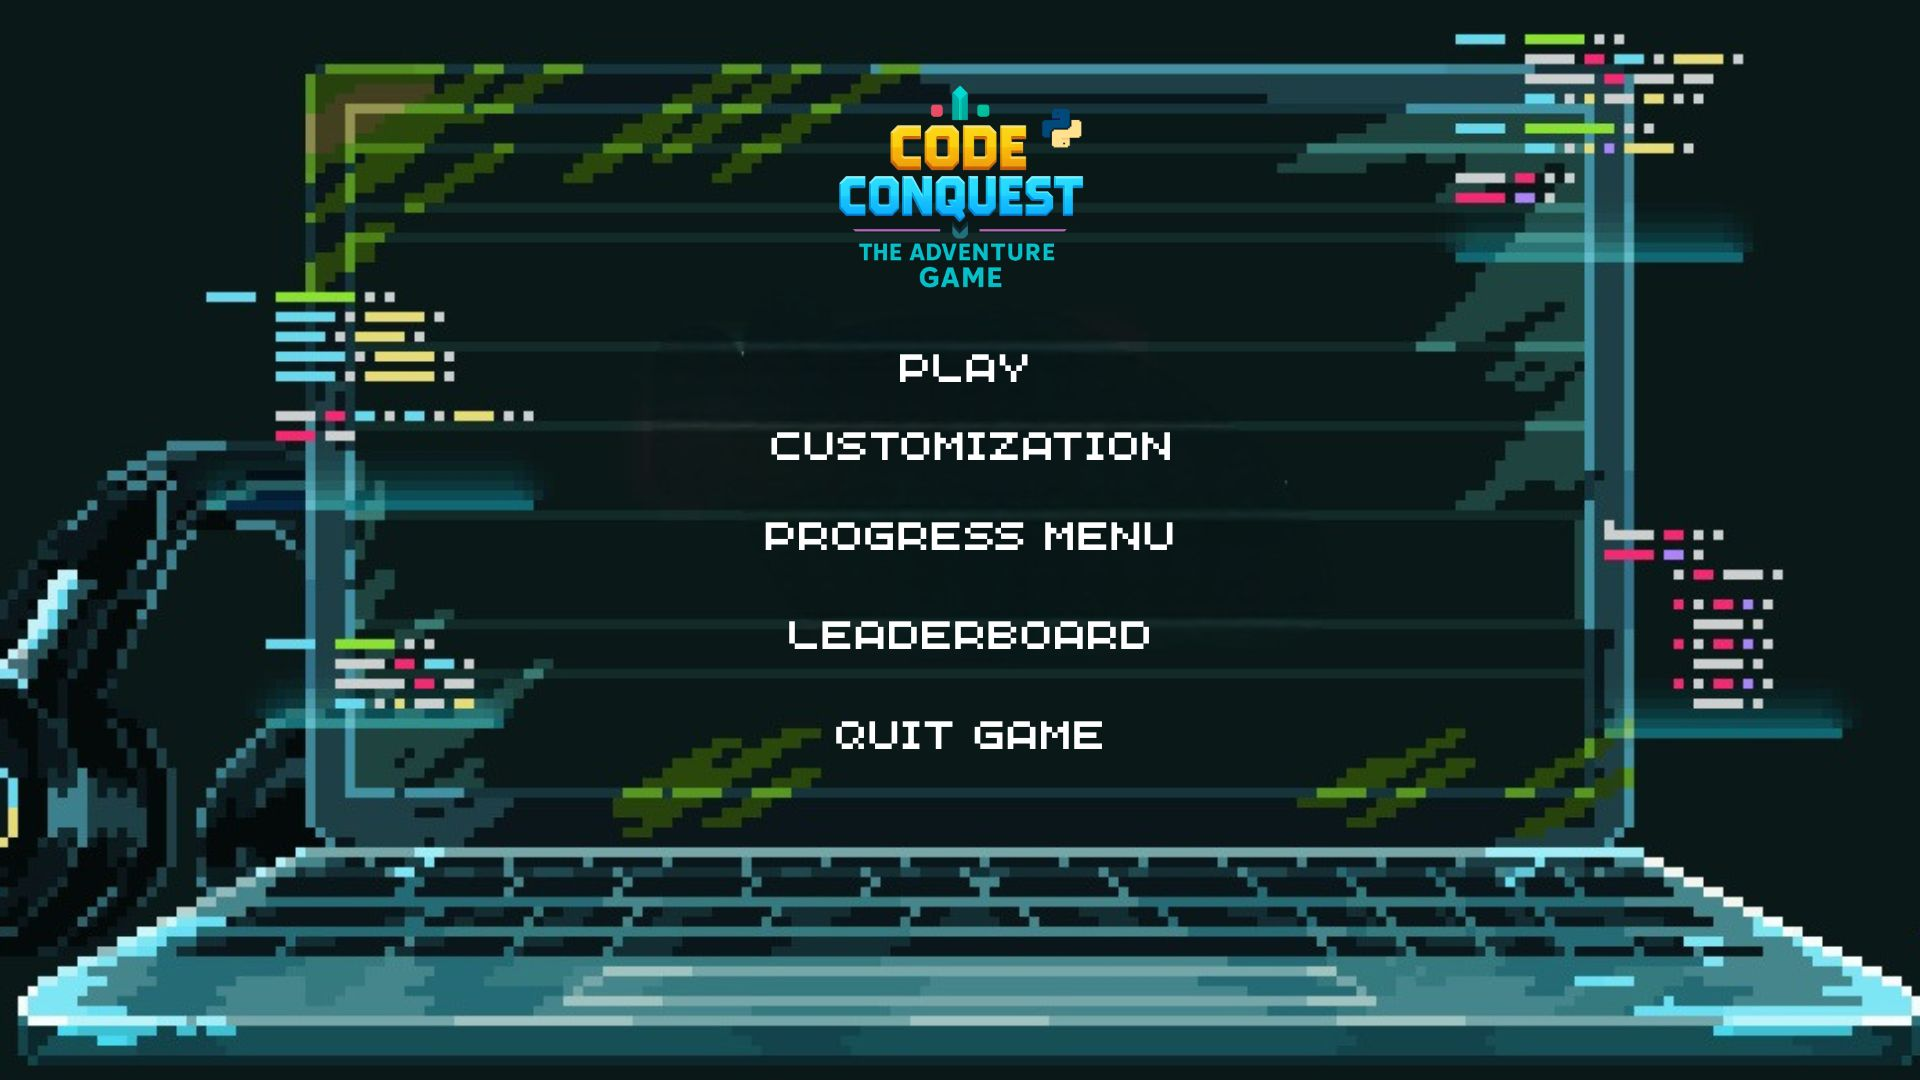 CODE
CONQUEST
THE ADVENTURE
GAME
PLAY
CUSTOMIZATION
PROGRESS MENU
LEADERBOARD
QUIT GAME